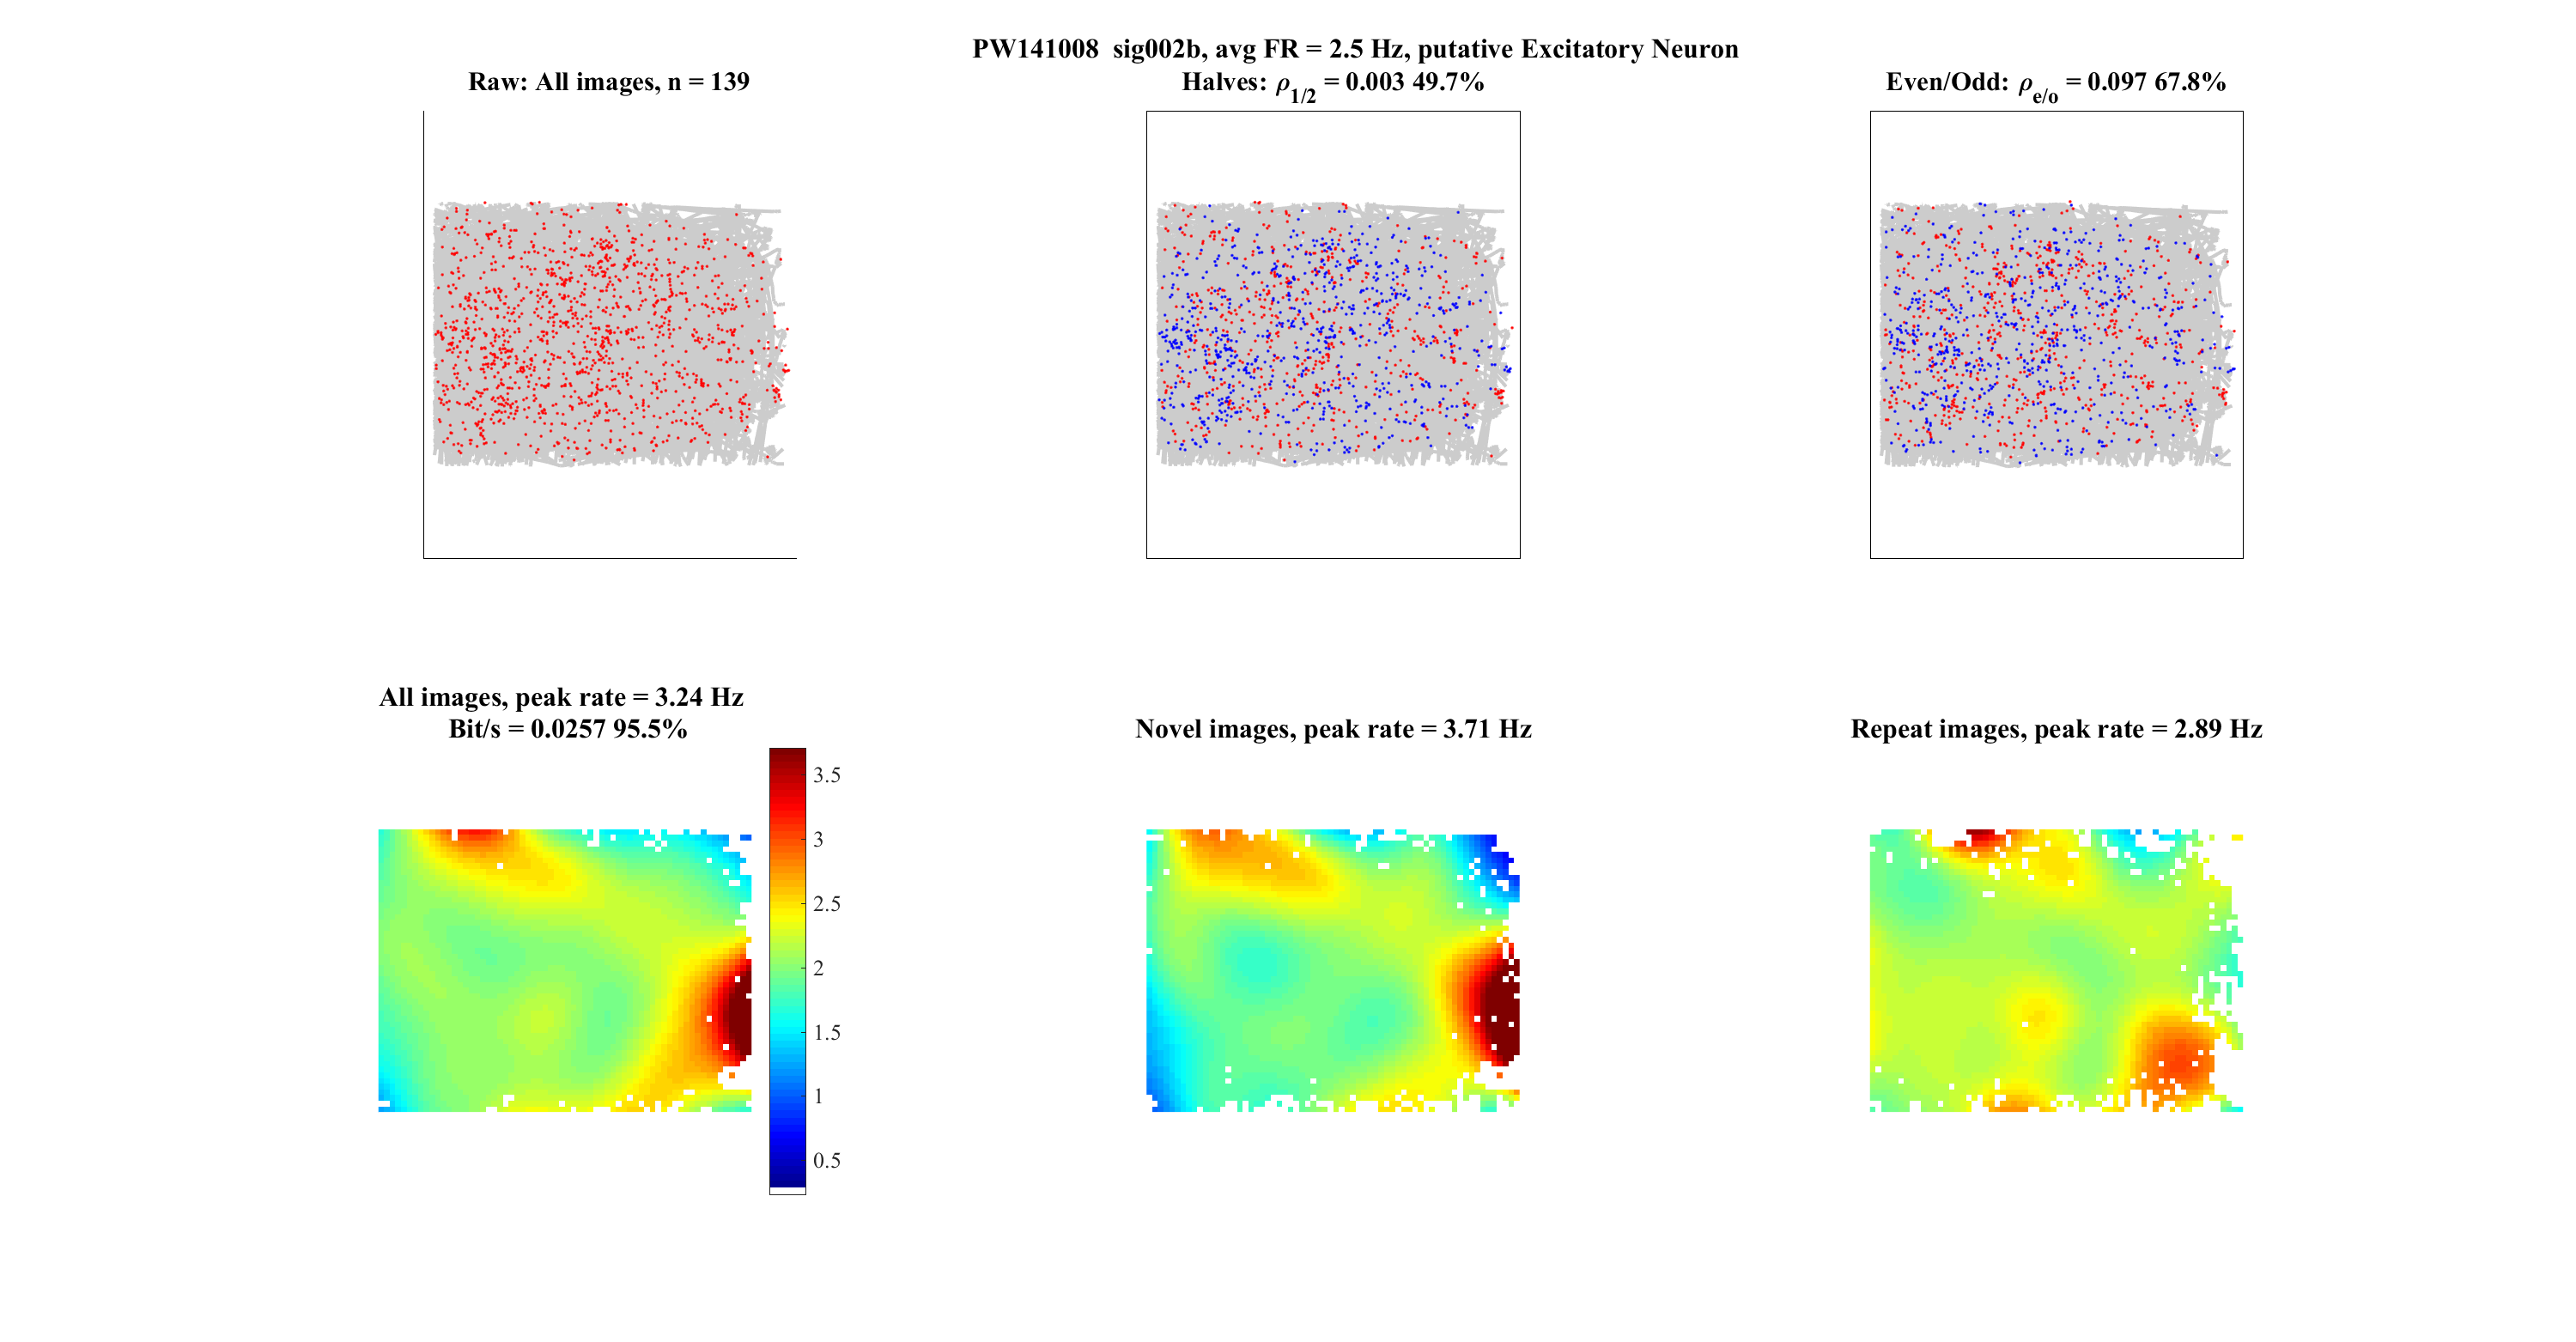 PW141008  sig002b, avg FR = 2.5 Hz, putative Excitatory Neuron
Raw: All images, n = 139
Halves: ρ1/2 = 0.003 49.7%
Even/Odd: ρe/o = 0.097 67.8%
All images, peak rate = 3.24 Hz
Bit/s = 0.0257 95.5%
Novel images, peak rate = 3.71 Hz
Repeat images, peak rate = 2.89 Hz
3.5
3
2.5
2
1.5
1
0.5